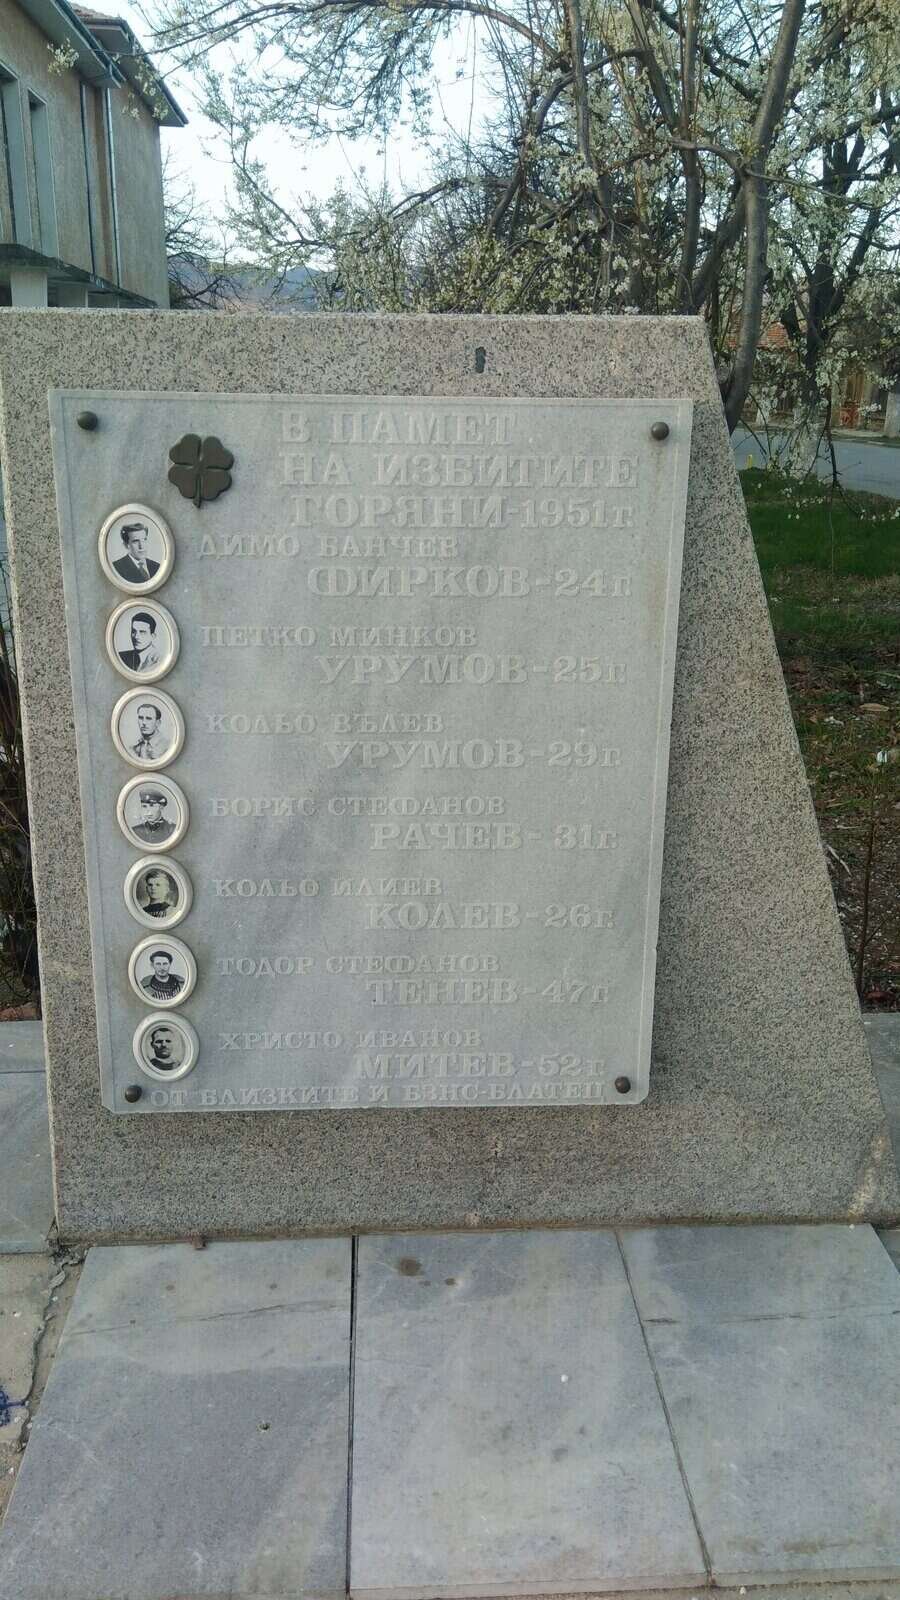 В ПАМЕТ
НА ИЗБИТИТЕ
ГОРЯНИ-1951г.
ДИМО БАНЧЕВ
ФИРКОВ-24г.
ПЕТКО МИНКОВ
УРУМОВ-25г.
КОЛЬО ВЪЛЕВ
УРУМОВ-29г.
БОРИС СТЕФАНОВ
РАЧЕВ-31г.
КОЛЬО ИЛИЕВ
КОЛЕВ-26г.
ТОДОР СТЕФАНОВ
ТЕНЕВ-47г.
ХРИСТО ИВАНОВ
МИТЕВ-52г.
ОТ БЛИЗКИТЕ И БЗНС-БЛАТЕЦ